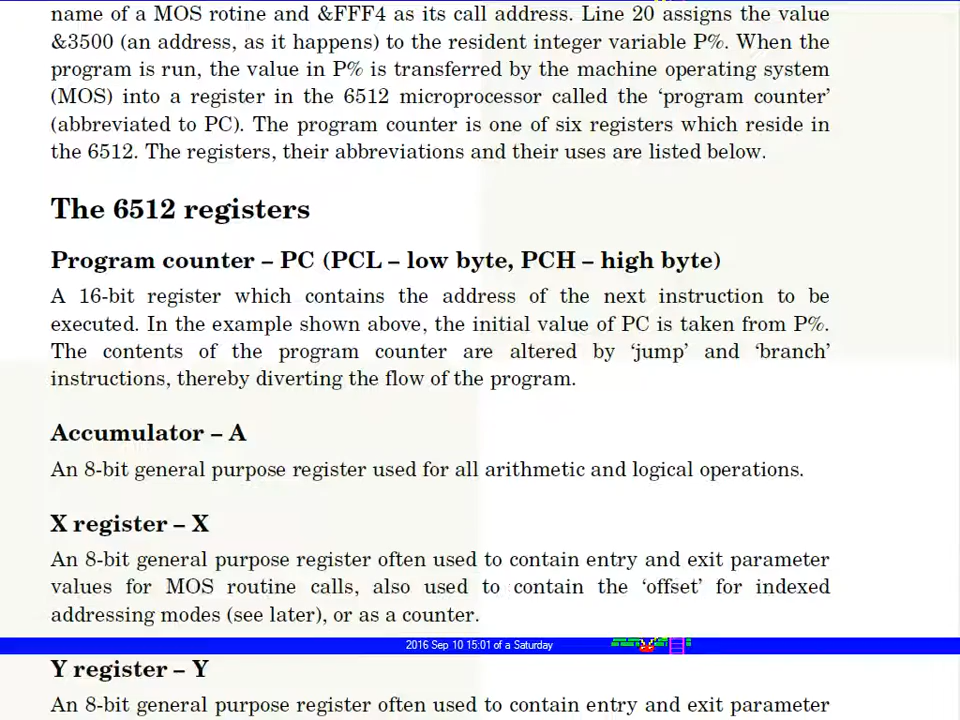 name of a MOS rotine and &FFF4 as its call address. Line 20 assigns the value
&3500 (an address, as it happens) to the resident integer variable P%. When the
program is run, the value in P% is transferred by the machine operating system
(MOS) into a register in the 6512 microprocessor called the ‘program counter’
(abbreviated to PC). The program counter is one of six registers which reside in
the 6512. The registers, their abbreviations and their uses are listed below.
The 6512 registers
Program counter – PC (PCL – low byte, PCH – high byte)
A 16-bit register which contains the address of the next instruction to be
executed. In the example shown above, the initial value of PC is taken from P%.
The contents of the program counter are altered by ‘jump’ and ‘branch’
instructions, thereby diverting the flow of the program.
Accumulator – A
An 8-bit general purpose register used for all arithmetic and logical operations.
X register – X
An 8-bit general purpose register often used to contain entry and exit parameter
values for MOS routine calls, also used to contain the ‘offset’ for indexed
addressing modes (see later), or as a counter.
2016 Sep 10 15:01 of a Saturday
Y register – Y
An 8-bit general purpose register often used to contain entry and exit parameter